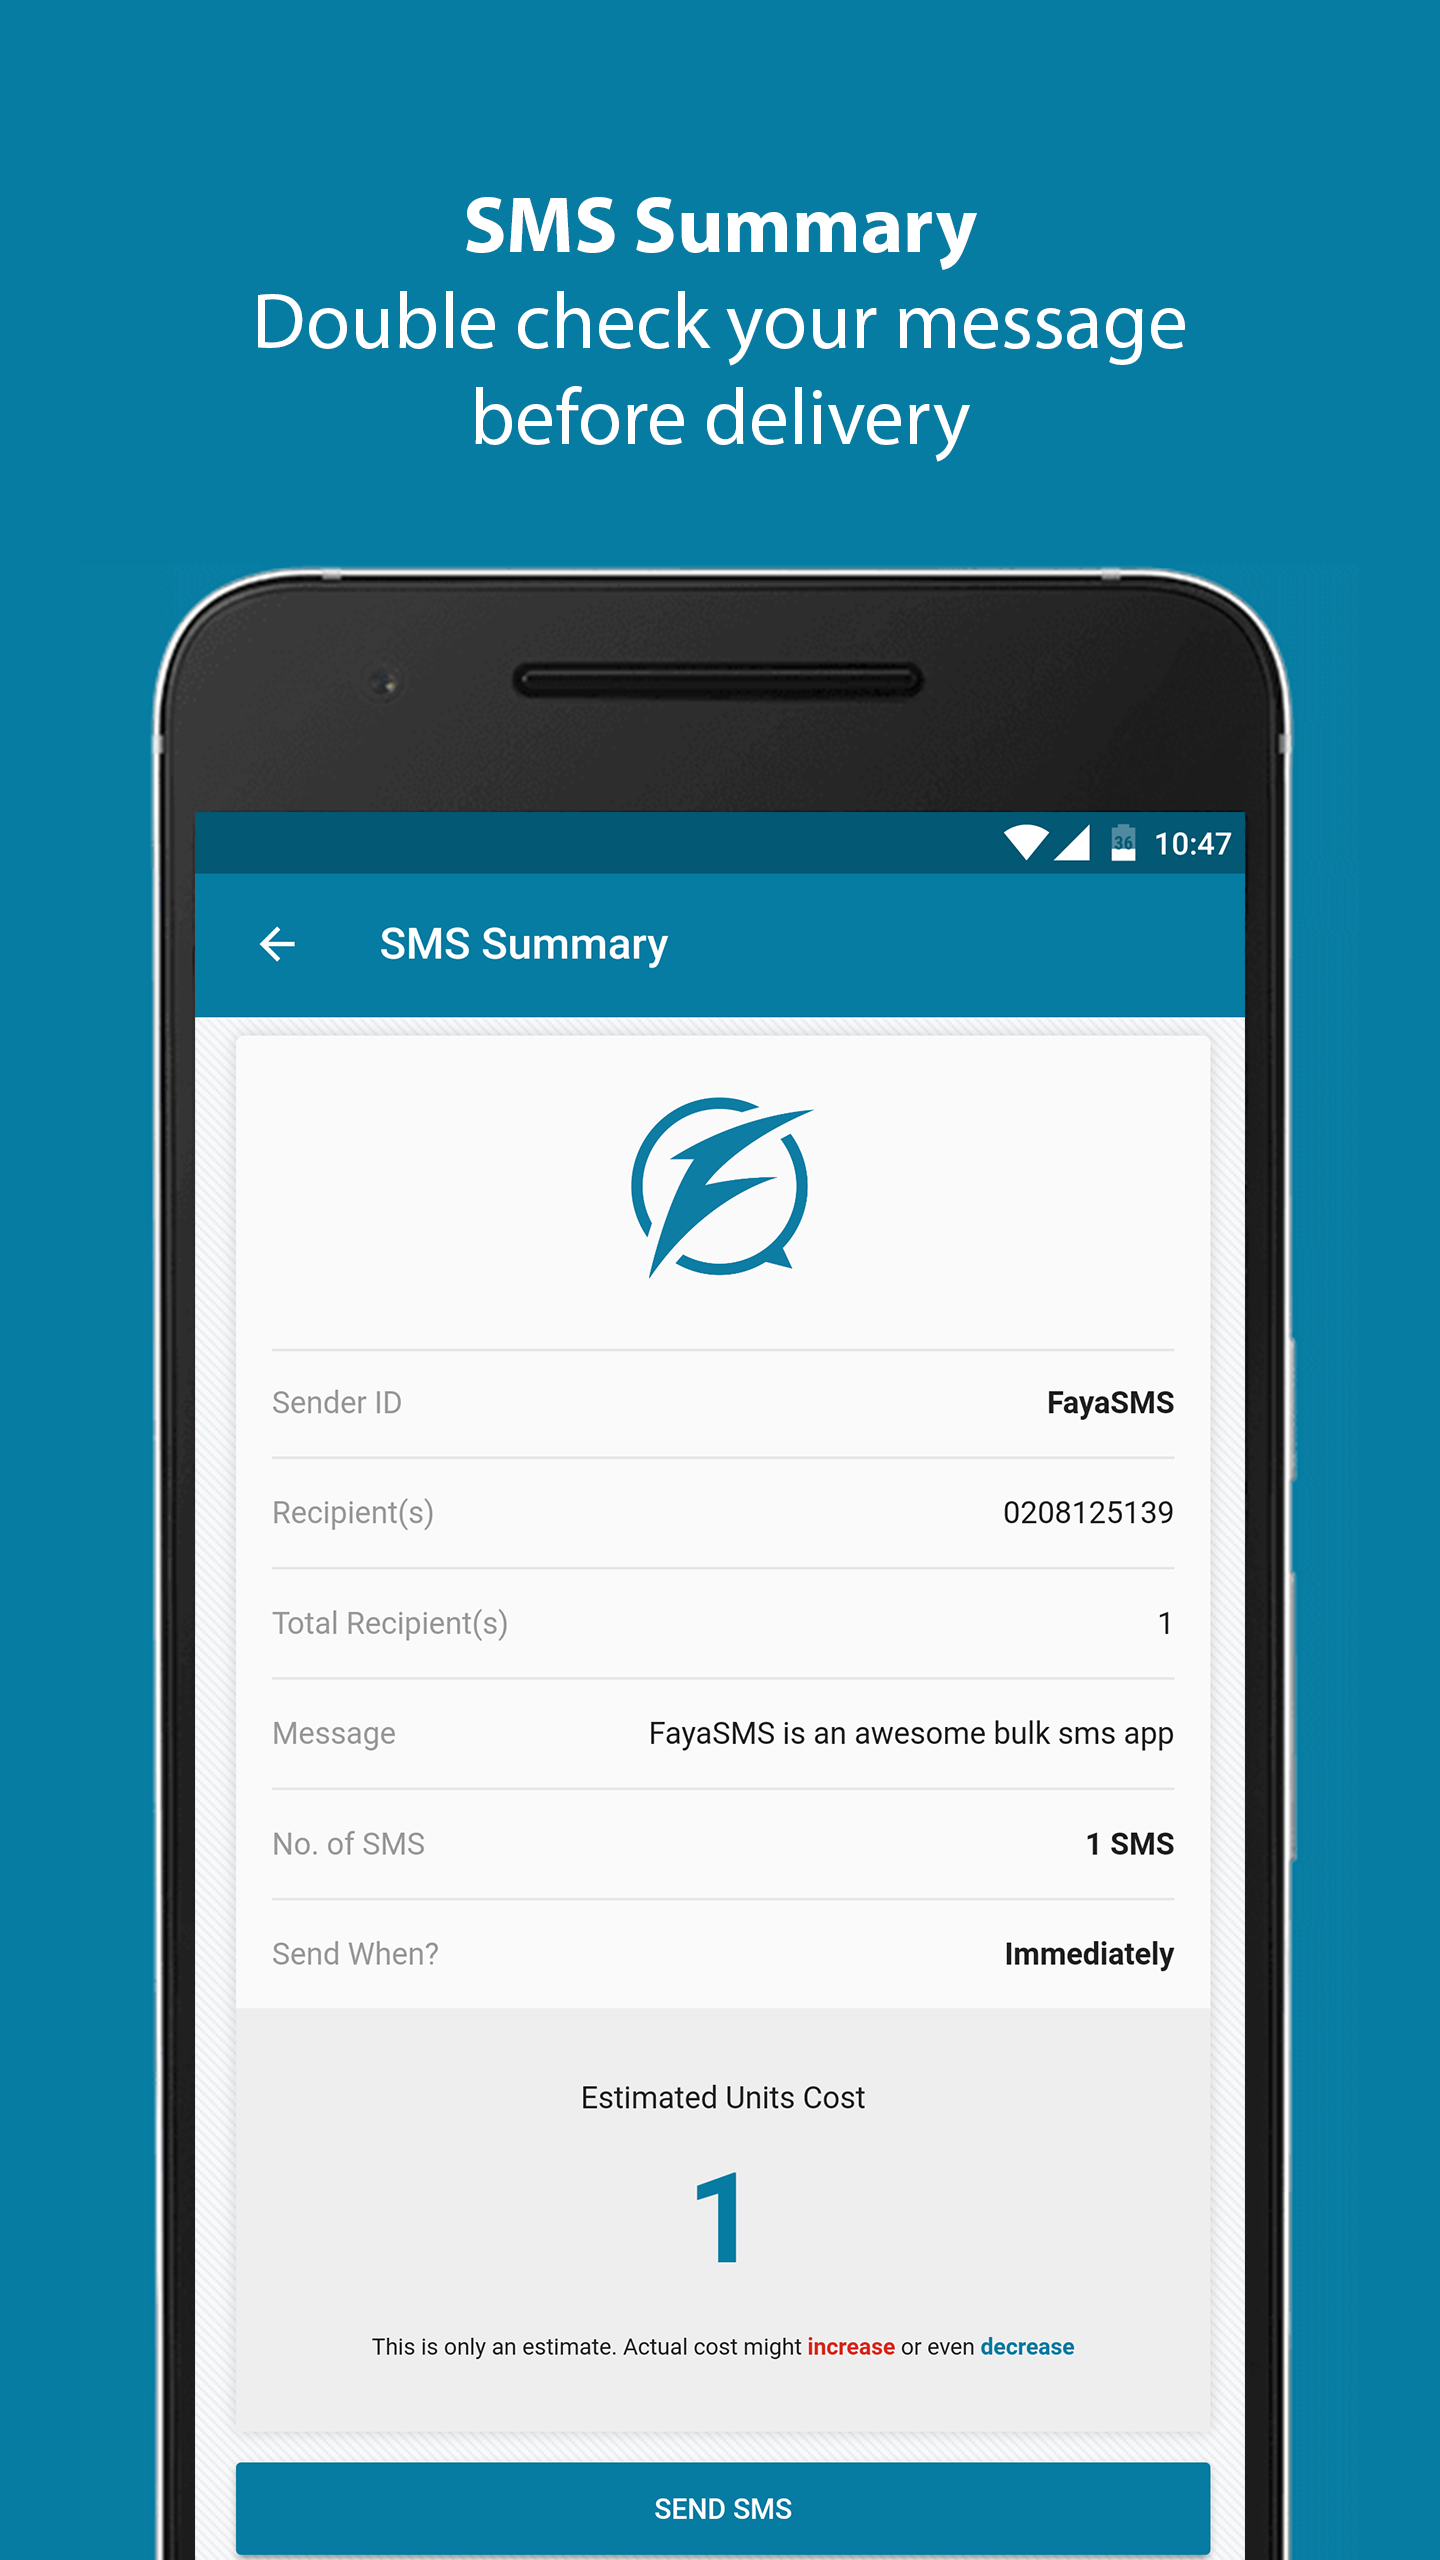 SMS Summary
Double check your message
before delivery
36 10:47
SMS Summary
Sender ID FayaSMS
Recipient(s) 0208125139
Total Recipient(s) 1
Message FayaSMS is an awesome bulk sms app
No. of SMS 1 SMS
Send When? Immediately
Estimated Units Cost
1
This is only an estimate. Actual cost might increase or even decrease
SEND SMS